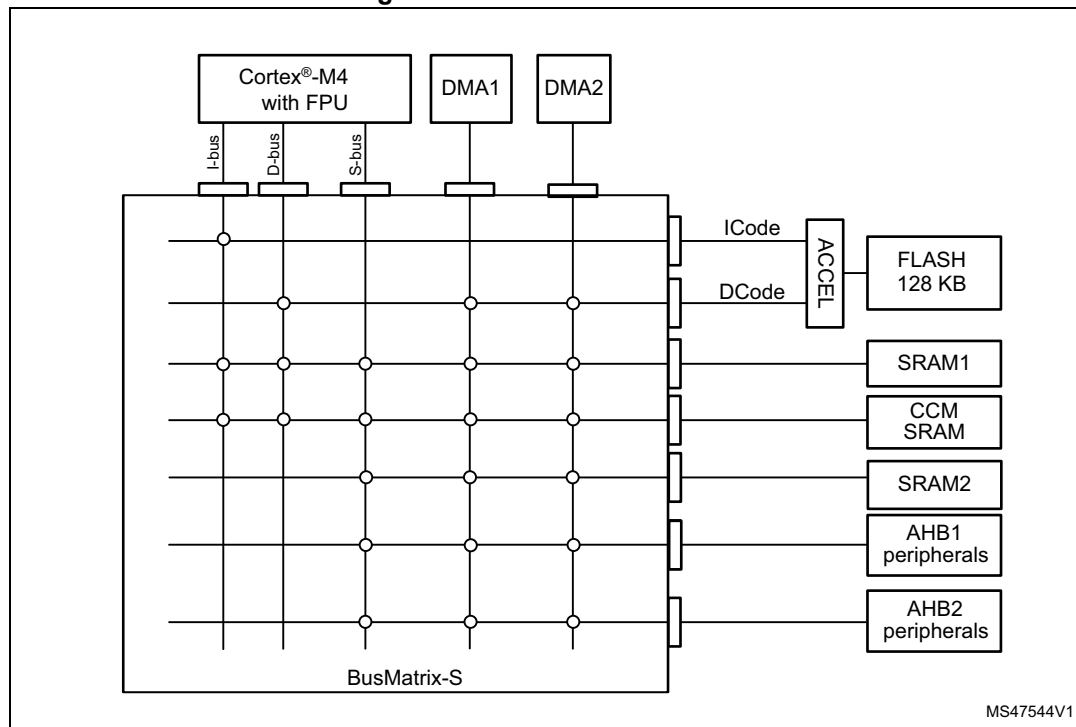 Cortex®-M4
with FPU
DMA1
DMA2
I-bus
D-bus
S-bus
ICode
DCode
ACCEL
FLASH
128 KB
SRAM1
CCM
SRAM
SRAM2
AHB1
peripherals
AHB2
peripherals
BusMatrix-S
MS47544V1